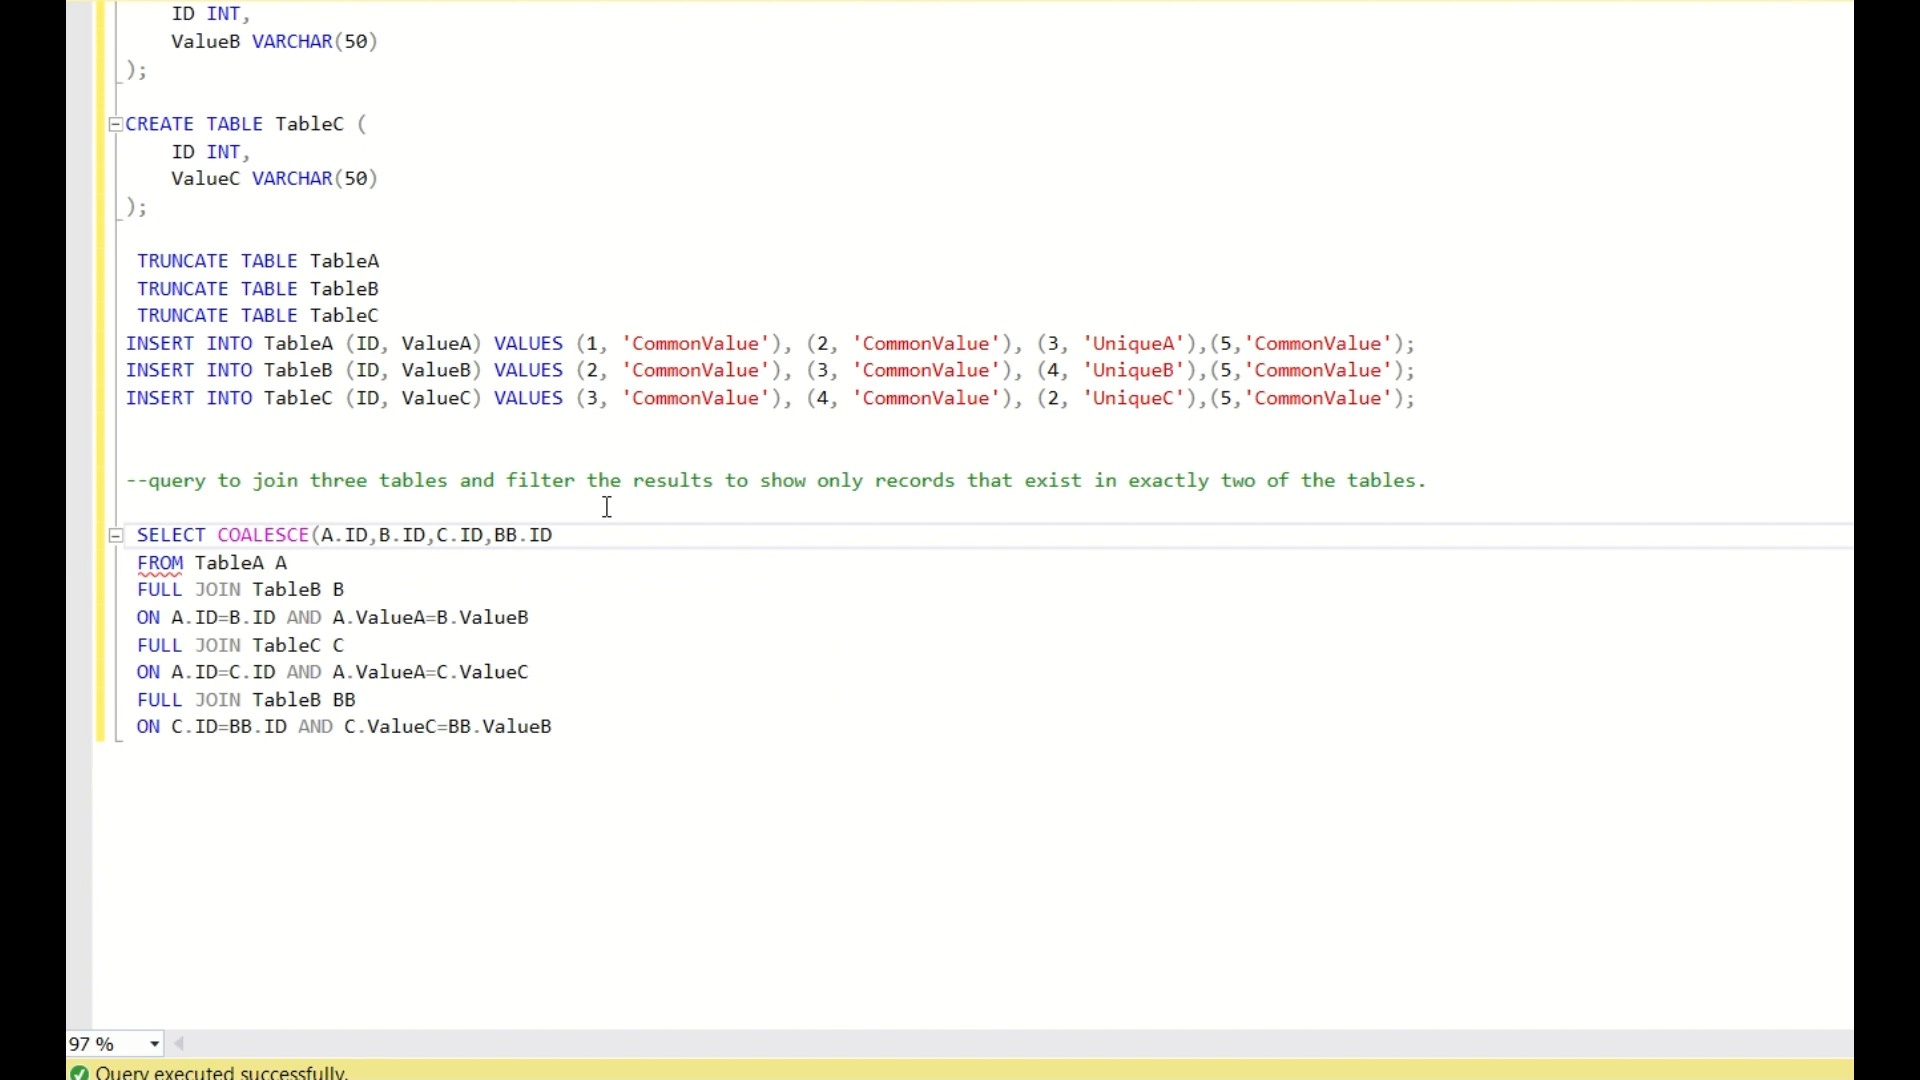 ID INT,
ValueB VARCHAR(50)
);
CREATE TABLE TableC (
ID INT,
ValueC VARCHAR(50)
);
TRUNCATE TABLE TableA
TRUNCATE TABLE TableB
TRUNCATE TABLE TableC
INSERT INTO TableA (ID, ValueA) VALUES (1, 'CommonValue'), (2, 'CommonValue'), (3, 'UniqueA'),(5,'CommonValue');
INSERT INTO TableB (ID, ValueB) VALUES (2, 'CommonValue'), (3, 'CommonValue'), (4, 'UniqueB'),(5,'CommonValue');
INSERT INTO TableC (ID, ValueC) VALUES (3, 'CommonValue'), (4, 'CommonValue'), (2, 'UniqueC'),(5,'CommonValue');
--query to join three tables and filter the results to show only records that exist in exactly two of the tables.
SELECT COALESCE(A.ID,B.ID,C.ID,BB.ID
FROM TableA A
FULL JOIN TableB B
ON A.ID=B.ID AND A.ValueA=B.ValueB
FULL JOIN TableC C
ON A.ID=C.ID AND A.ValueA=C.ValueC
FULL JOIN TableB BB
ON C.ID=BB.ID AND C.ValueC=BB.ValueB
97 %
Query executed successfully.